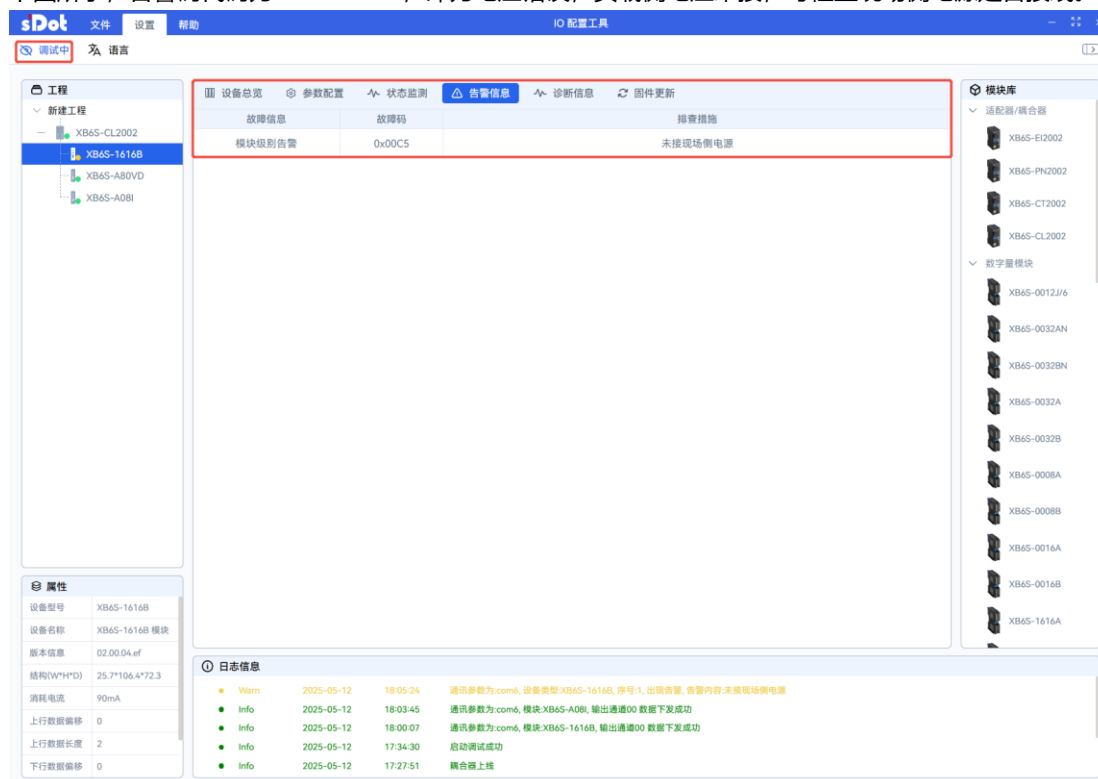 sDot 文件 设置 帮助 IO 配置工具
调试中 语言
工程
新建工程
XB6S-CL2002
XB6S-1616B
XB6S-A80VD
XB6S-A08I
设备总览 参数配置 状态监测 告警信息 诊断信息 固件更新
故障信息 故障码 排查措施
模块级别告警 0x00C5 未接现场侧电源
模块库
适配器/耦合器
XB6S-EI2002
XB6S-PN2002
XB6S-CT2002
XB6S-CL2002
数字量模块
XB6S-0012J/6
XB6S-0032AN
XB6S-0032BN
XB6S-0032A
XB6S-0032B
XB6S-0008A
XB6S-0008B
XB6S-0016A
XB6S-0016B
XB6S-1616A
属性
设备型号 XB6S-1616B
设备名称 XB6S-1616B 模块
版本信息 02.00.04.ef
结构(W*H*D) 25.7*106.4*72.3
消耗电流 90mA
上行数据偏移 0
上行数据长度 2
下行数据偏移 0
日志信息
Warn 2025-05-12 18:05:24 通讯参数为:com6, 设备类型:XB6S-1616B, 序号:1, 出现告警, 告警内容:未接现场侧电源
Info 2025-05-12 18:03:45 通讯参数为:com6, 模块:XB6S-A08I, 输出通道00 数据下发成功
Info 2025-05-12 18:00:07 通讯参数为:com6, 模块:XB6S-1616B, 输出通道00 数据下发成功
Info 2025-05-12 17:34:30 启动调试成功
Info 2025-05-12 17:27:51 耦合器上线